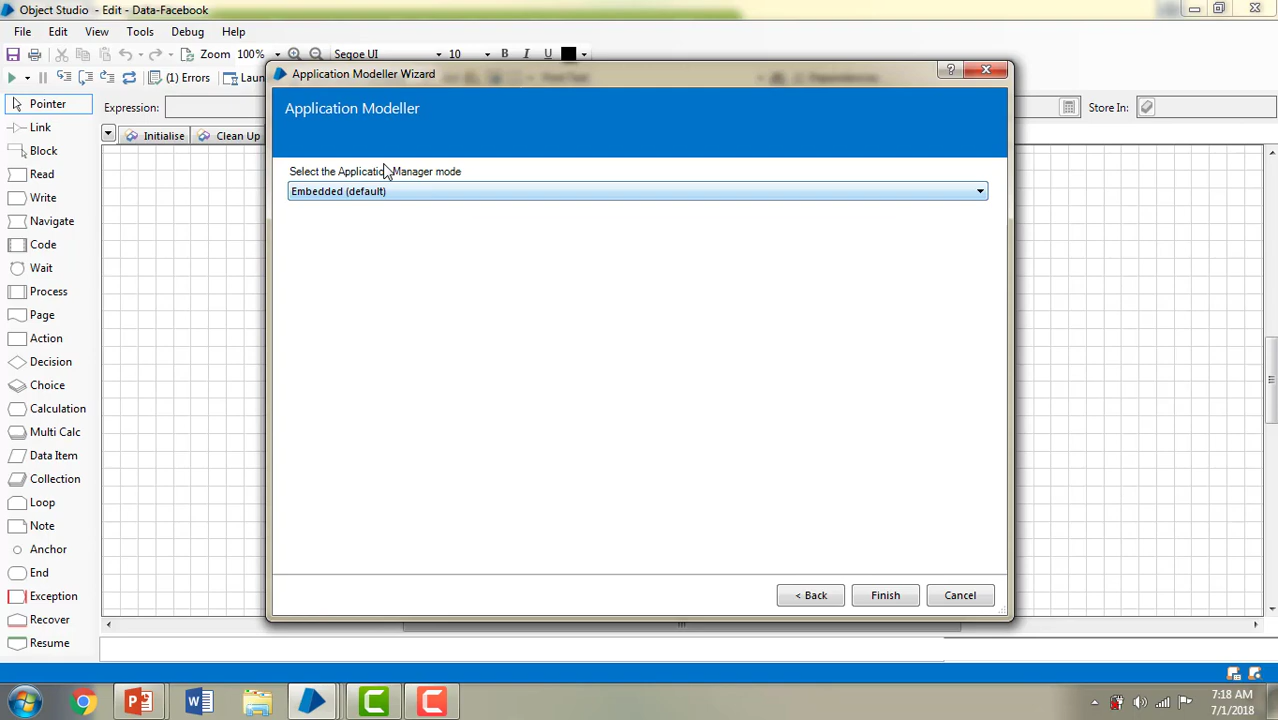 Object Studio - Edit - Data-Facebook
File Edit View Tools Debug Help
Zoom 100% Segoe UI 10 B I U
(1) Errors Laun
Application Modeller Wizard
Expression: Store In:
Initialise Clean Up
Application Modeller
Select the Application Manager mode
Embedded (default)
Pointer
Link
Block
Read
Write
Navigate
Code
Wait
Process
Page
Action
Decision
Choice
Calculation
Multi Calc
Data Item
Collection
Loop
Note
Anchor
End
Exception
Recover
Resume
< Back Finish Cancel
7:18 AM
7/1/2018